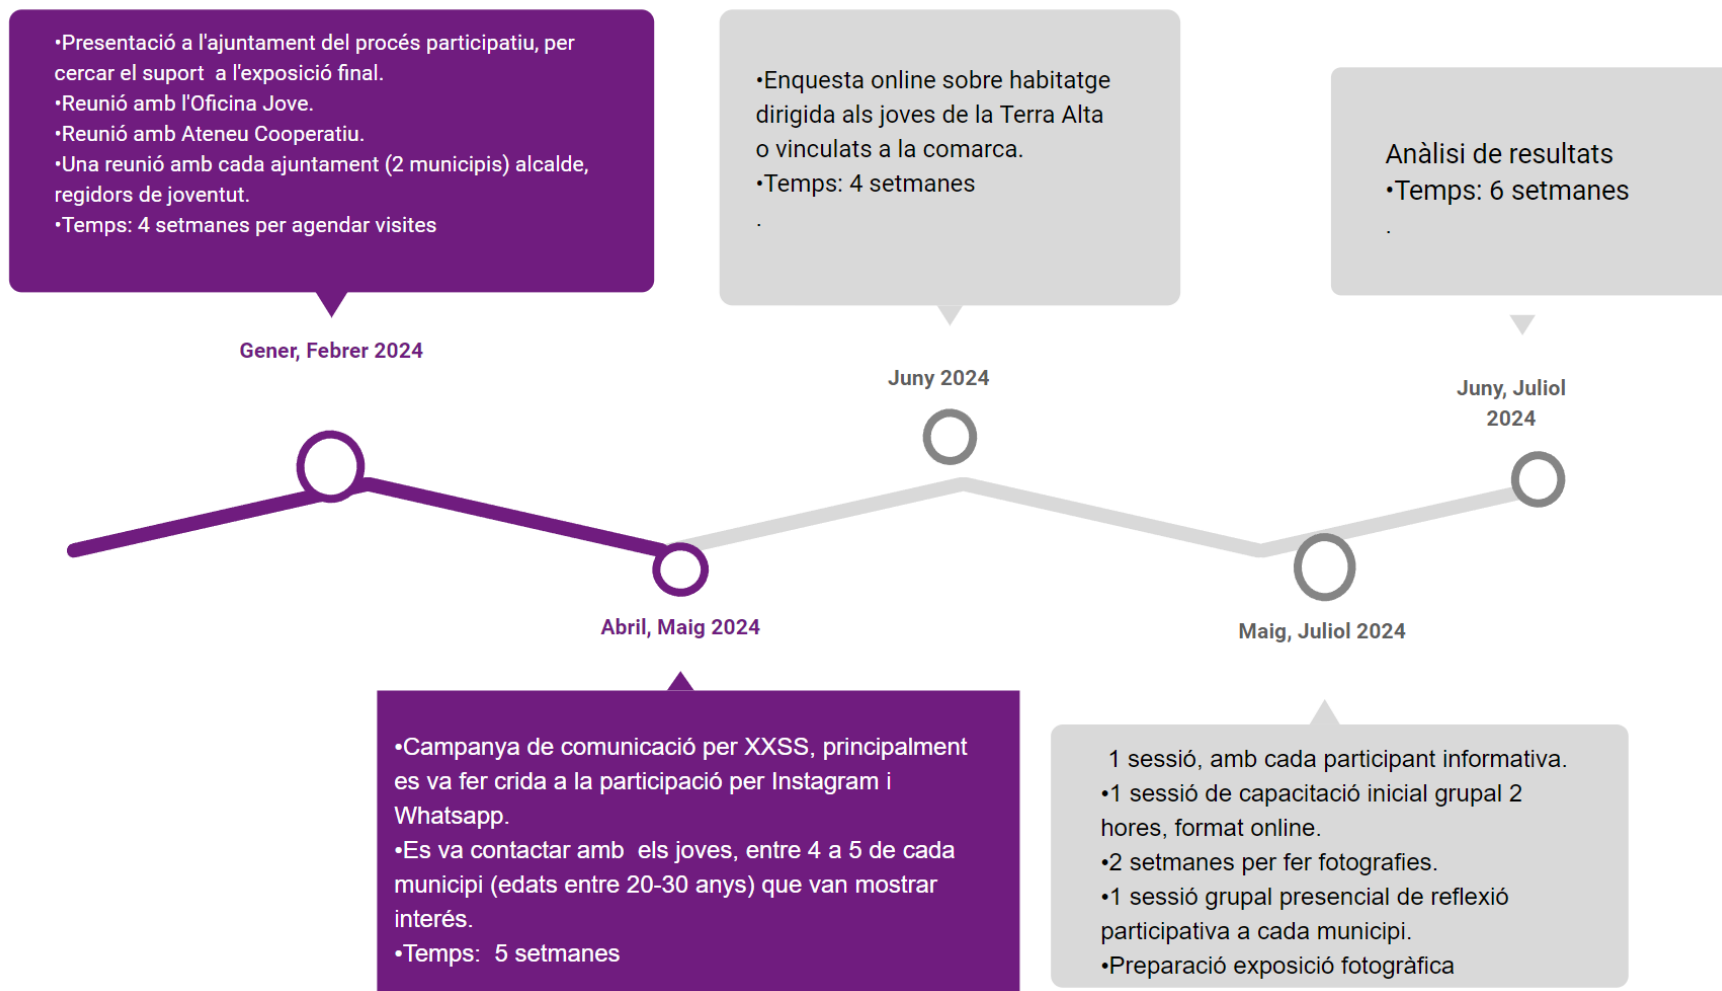 •Presentació a l'ajuntament del procés participatiu, per
cercar el suport  a l'exposició final.
•Reunió amb l'Oficina Jove.
•Reunió amb Ateneu Cooperatiu.
•Una reunió amb cada ajuntament (2 municipis) alcalde,
regidors de joventut.
•Temps: 4 setmanes per agendar visites
Gener, Febrer 2024
•Enquesta online sobre habitatge
dirigida als joves de la Terra Alta
o vinculats a la comarca.
•Temps: 4 setmanes
.
Juny 2024
Anàlisi de resultats
•Temps: 6 setmanes
.
Juny, Juliol
2024
Abril, Maig 2024
•Campanya de comunicació per XXSS, principalment
es va fer crida a la participació per Instagram i
Whatsapp.
•Es va contactar amb  els joves, entre 4 a 5 de cada
municipi (edats entre 20-30 anys) que van mostrar
interés.
•Temps:  5 setmanes
Maig, Juliol 2024
1 sessió, amb cada participant informativa.
•1 sessió de capacitació inicial grupal 2
hores, format online.
•2 setmanes per fer fotografies.
•1 sessió grupal presencial de reflexió
participativa a cada municipi.
•Preparació exposició fotogràfica